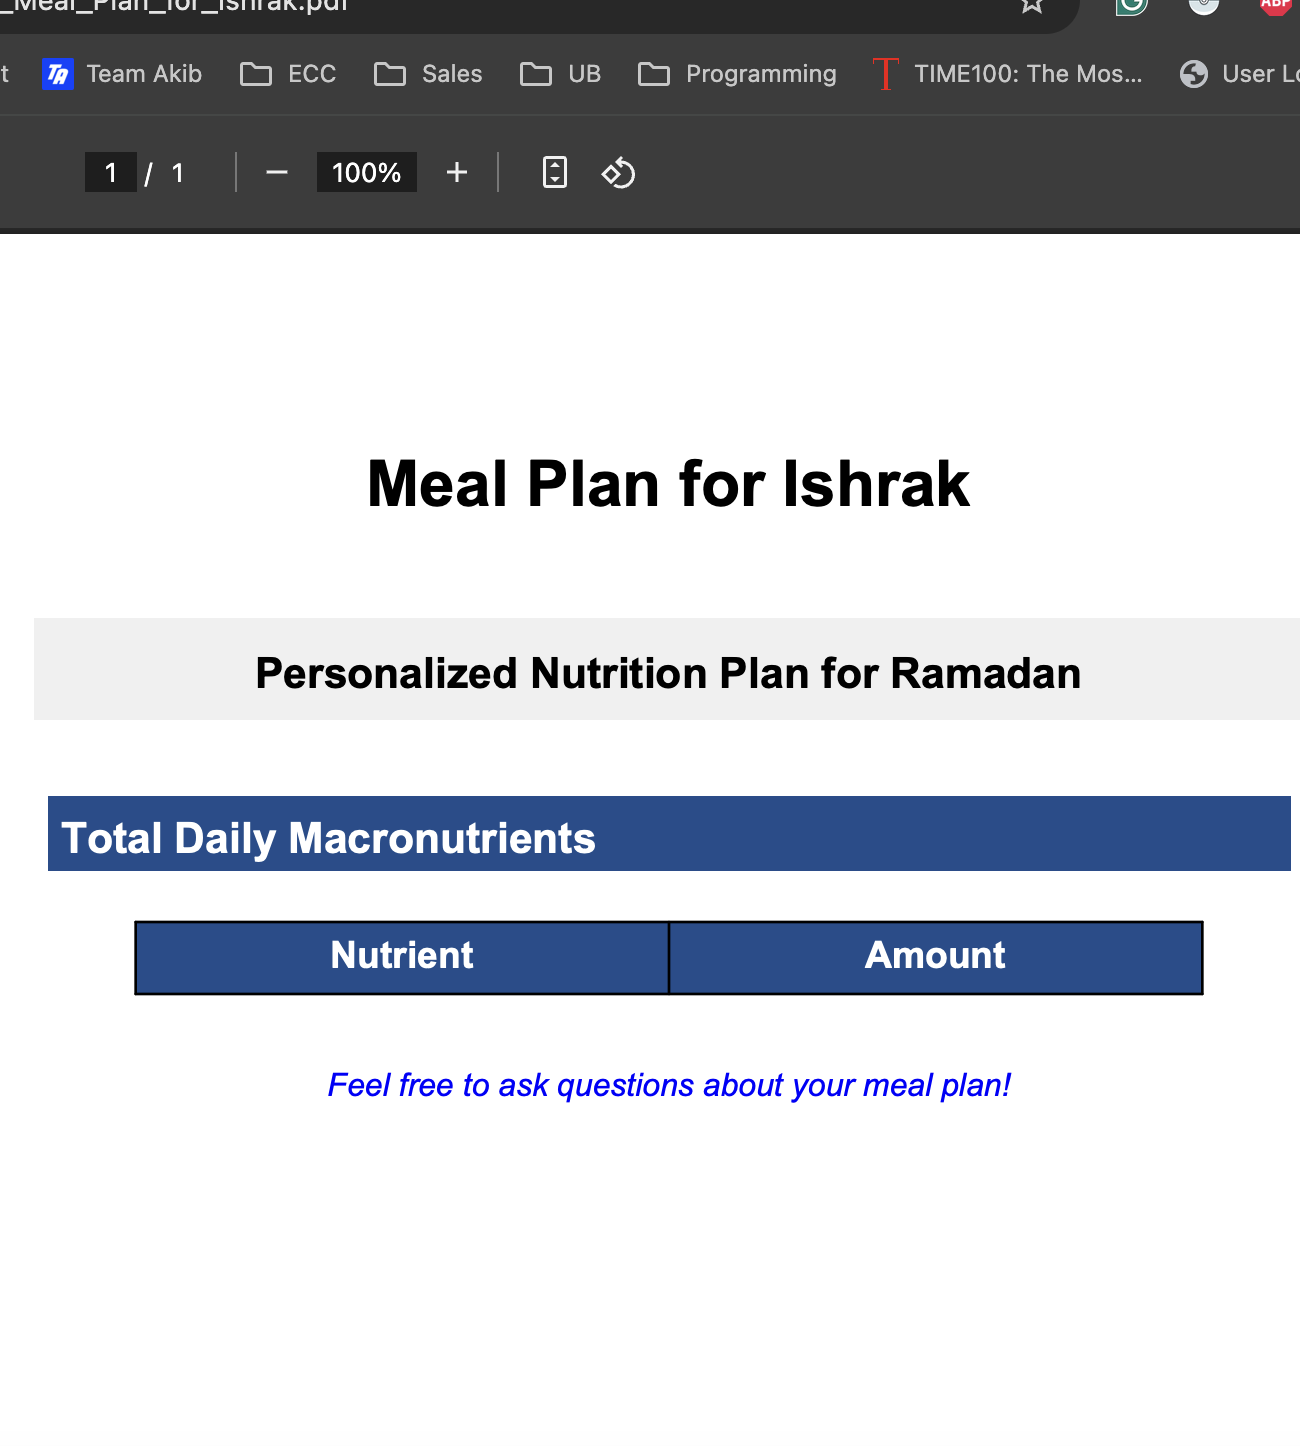 _Meal_Plan_for_Ishrak.pdf
ABP
t TA Team Akib ECC Sales UB Programming T TIME100: The Mos... User Lo
1 / 1 − 100% +
Meal Plan for Ishrak
Personalized Nutrition Plan for Ramadan
Total Daily Macronutrients
Nutrient Amount
Feel free to ask questions about your meal plan!